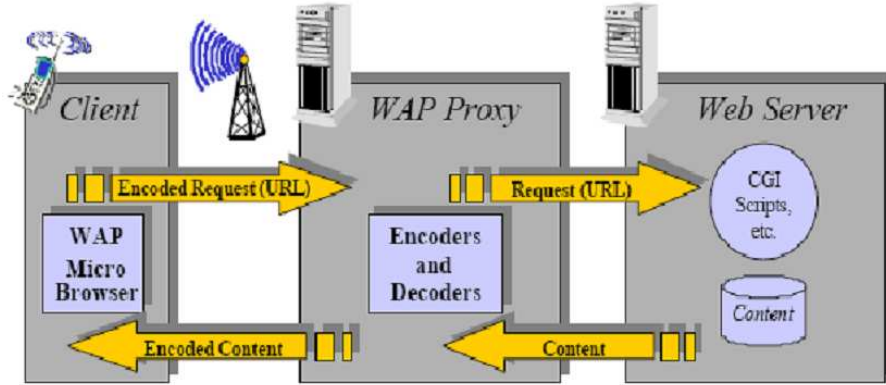 Client
WAP Proxy
Web Server
Encoded Request (URL)
Request (URL)
CGI
Scripts,
etc.
WAP
Micro
Browser
Encoders
and
Decoders
Content
Encoded Content
Content